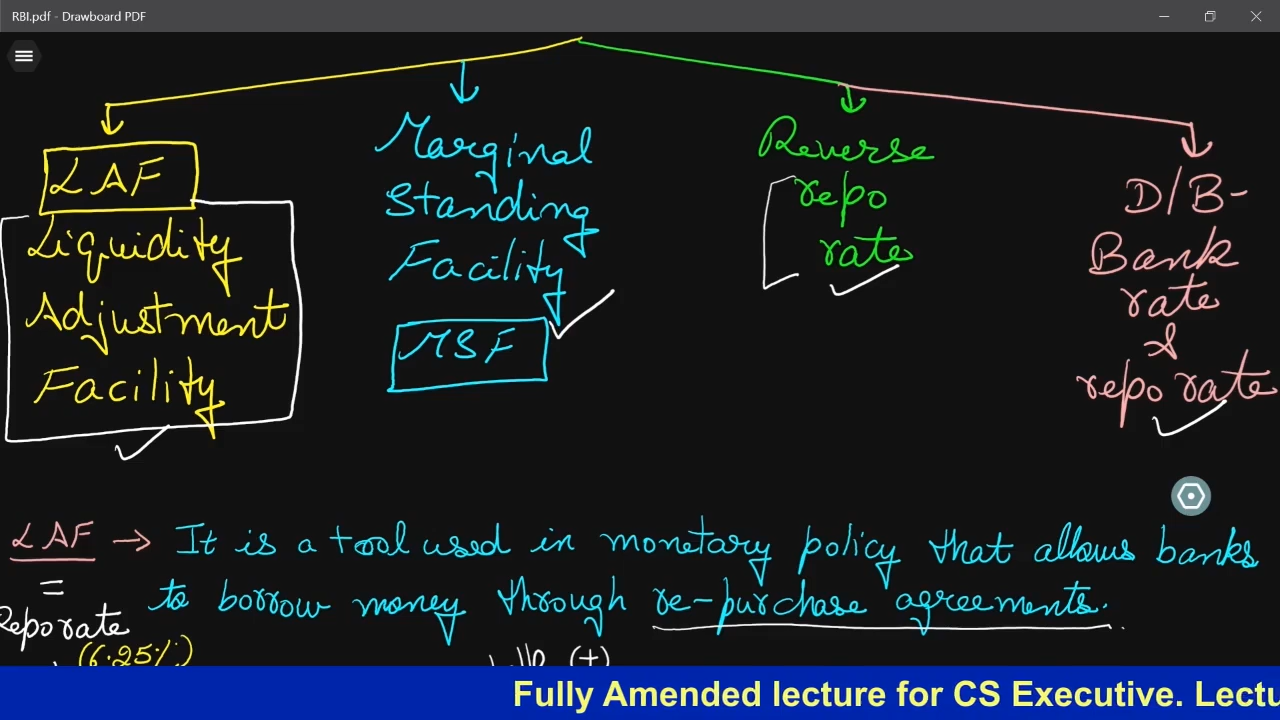 RBI.pdf - Drawboard PDF
LAF
Liquidity
Adjustment
Facility
Marginal
Standing
Facility
MSF
Reverse
repo
rate
D/B-
Bank
rate
&
repo rate
LAF → It is a tool used in monetary policy that allows banks
to borrow money through re-purchase agreements.
=
Reporate
(6.25%)
(+)
Fully Amended lecture for CS Executive. Lectu